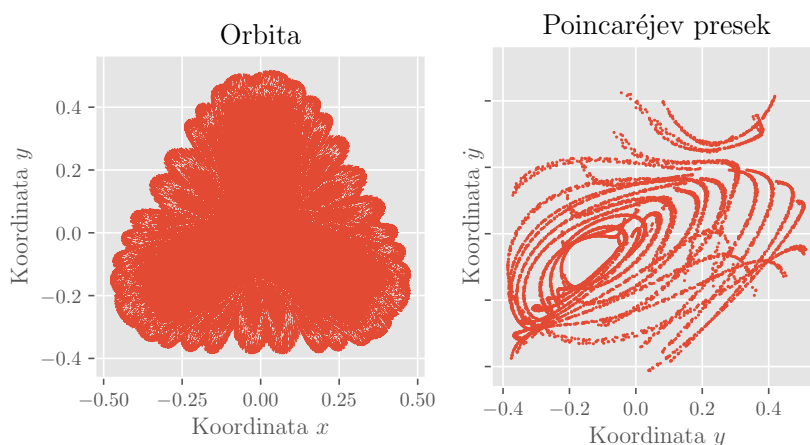 Orbita
0.4
0.2
0.0
−0.2
−0.4
Koordinata y
−0.50
−0.25
0.00
0.25
0.50
Koordinata x
Poincaréjev presek
ẏ
Koordinata
−0.4
−0.2
0.0
0.2
0.4
Koordinata y